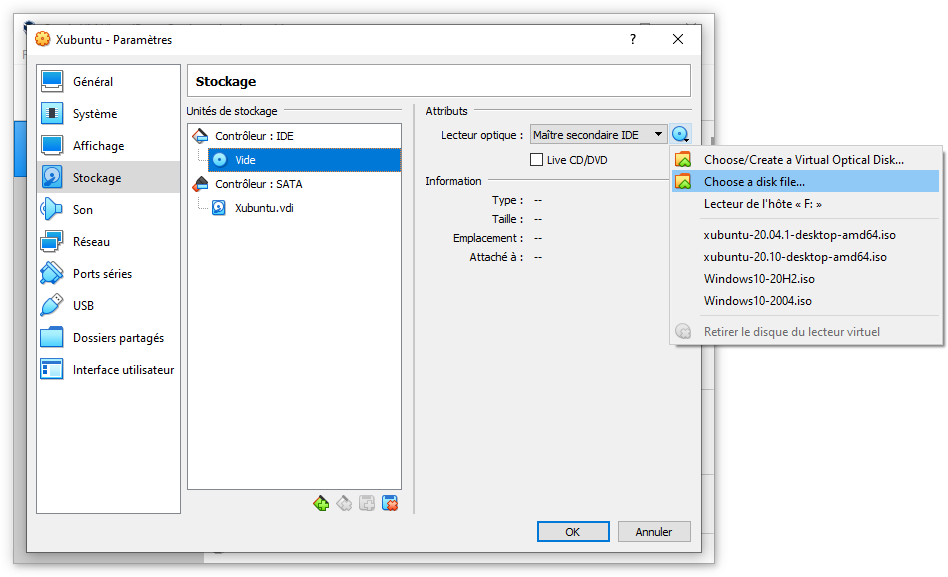 Xubuntu - Paramètres
?
Général
Système
Affichage
Stockage
Son
Réseau
Ports séries
USB
Dossiers partagés
Interface utilisateur
Stockage
Unités de stockage
Contrôleur : IDE
Vide
Contrôleur : SATA
Xubuntu.vdi
Attributs
Lecteur optique : Maître secondaire IDE
Live CD/DVD
Information
Type : --
Taille : --
Emplacement : --
Attaché à : --
Choose/Create a Virtual Optical Disk...
Choose a disk file...
Lecteur de l'hôte « F: »
xubuntu-20.04.1-desktop-amd64.iso
xubuntu-20.10-desktop-amd64.iso
Windows10-20H2.iso
Windows10-2004.iso
Retirer le disque du lecteur virtuel
OK
Annuler